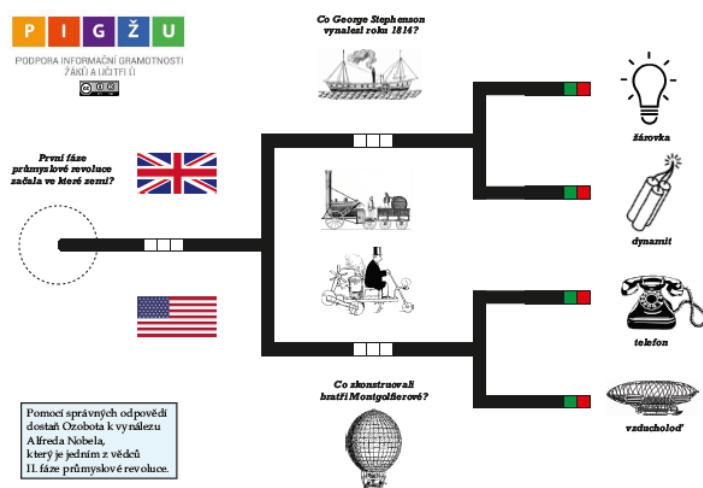 P I G Ž U
PODPORA INFORMAČNÍ GRAMOTNOSTI
ŽÁKŮ A UČITELŮ
Co George Stephenson
vynalesl roku 1814?
První fáze
průmyslové revoluce
začala ve které zemi?
žárovka
dynamit
telefon
vzducholoď
Co zkonstruovali
bratři Montgolfierové?
Pomocí správných odpovědí
dostaň Ozobota k vynálezu
Alfreda Nobela,
který je jedním z vědců
II. fáze průmyslové revoluce.